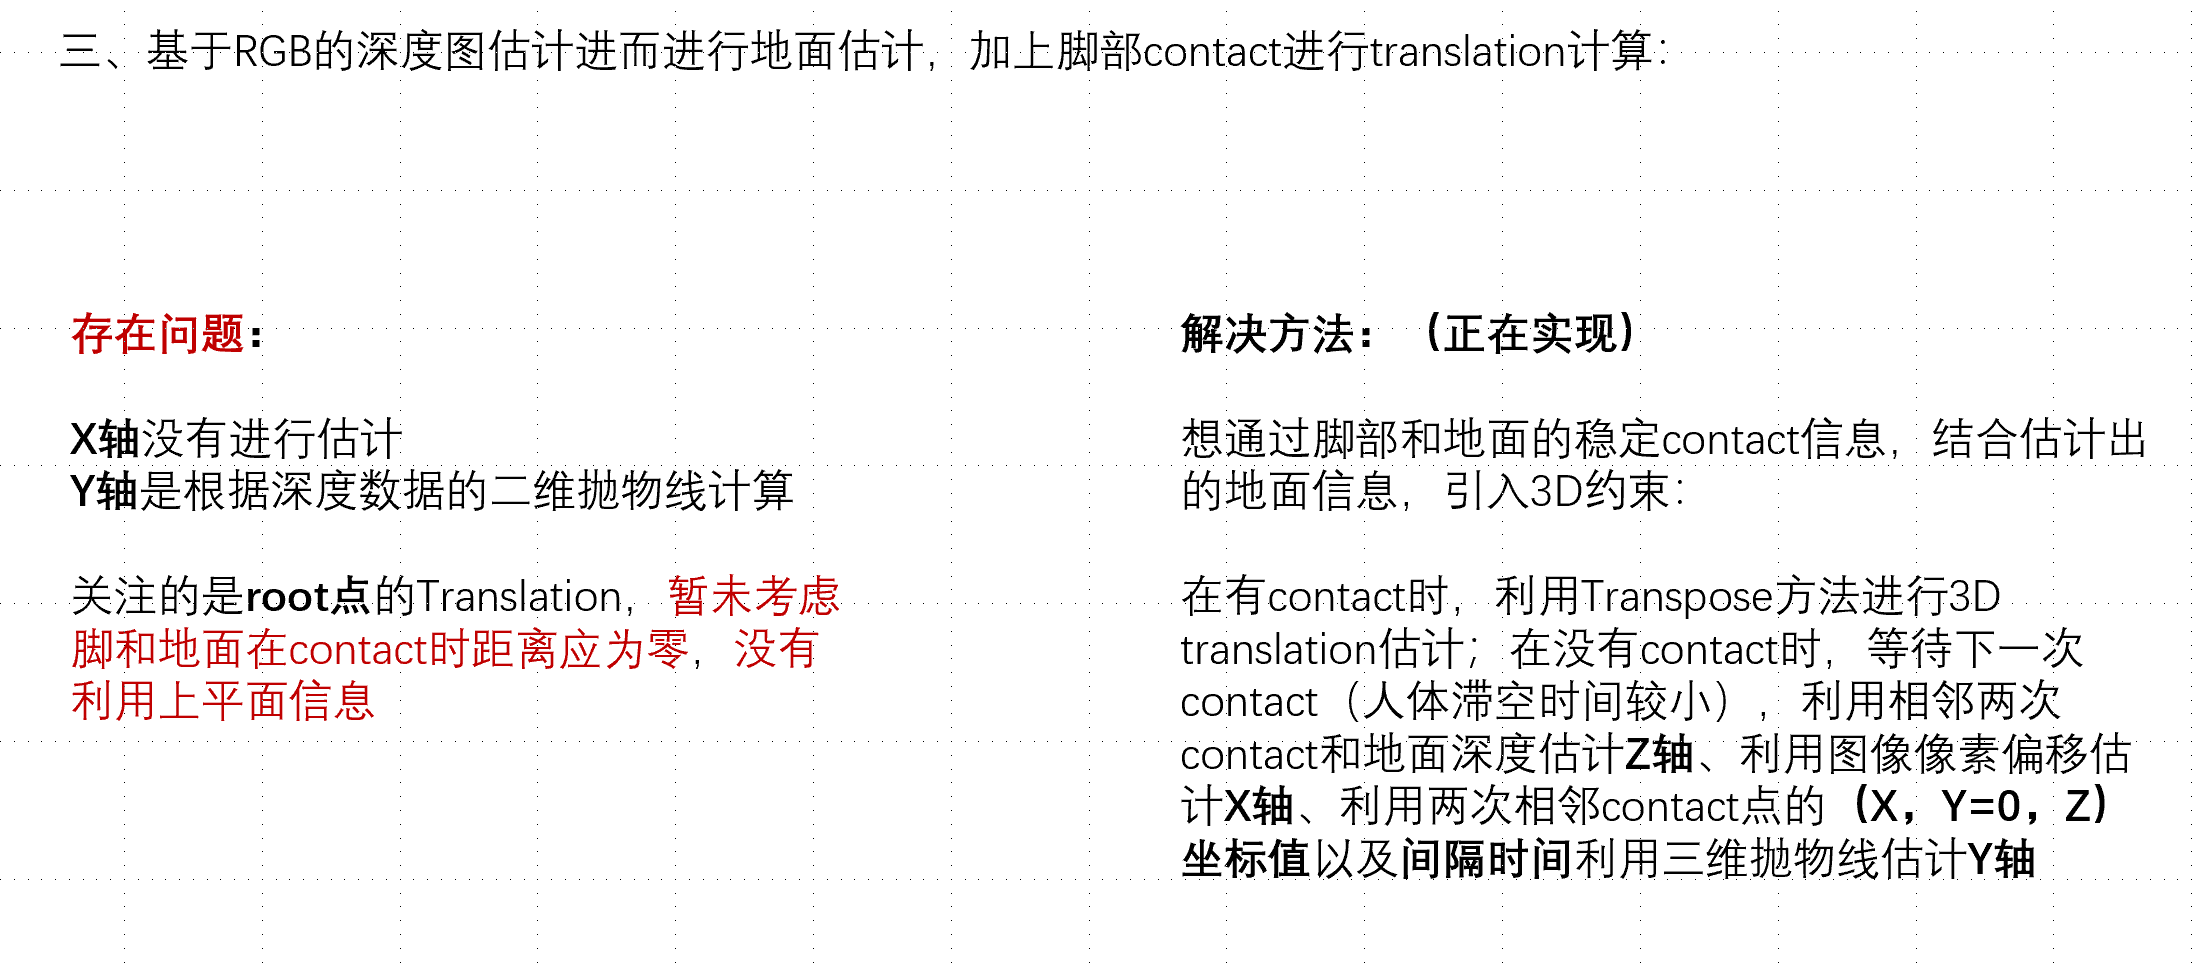 三、基于RGB的深度图估计进而进行地面估计，加上脚部contact进行translation计算：
存在问题：
X轴没有进行估计
Y轴是根据深度数据的二维抛物线计算
关注的是root点的Translation，暂未考虑
脚和地面在contact时距离应为零，没有
利用上平面信息
解决方法：（正在实现）
想通过脚部和地面的稳定contact信息，结合估计出
的地面信息，引入3D约束：
在有contact时，利用Transpose方法进行3D
translation估计；在没有contact时，等待下一次
contact（人体滞空时间较小），利用相邻两次
contact和地面深度估计Z轴、利用图像像素偏移估
计X轴、利用两次相邻contact点的（X，Y=0，Z）
坐标值以及间隔时间利用三维抛物线估计Y轴